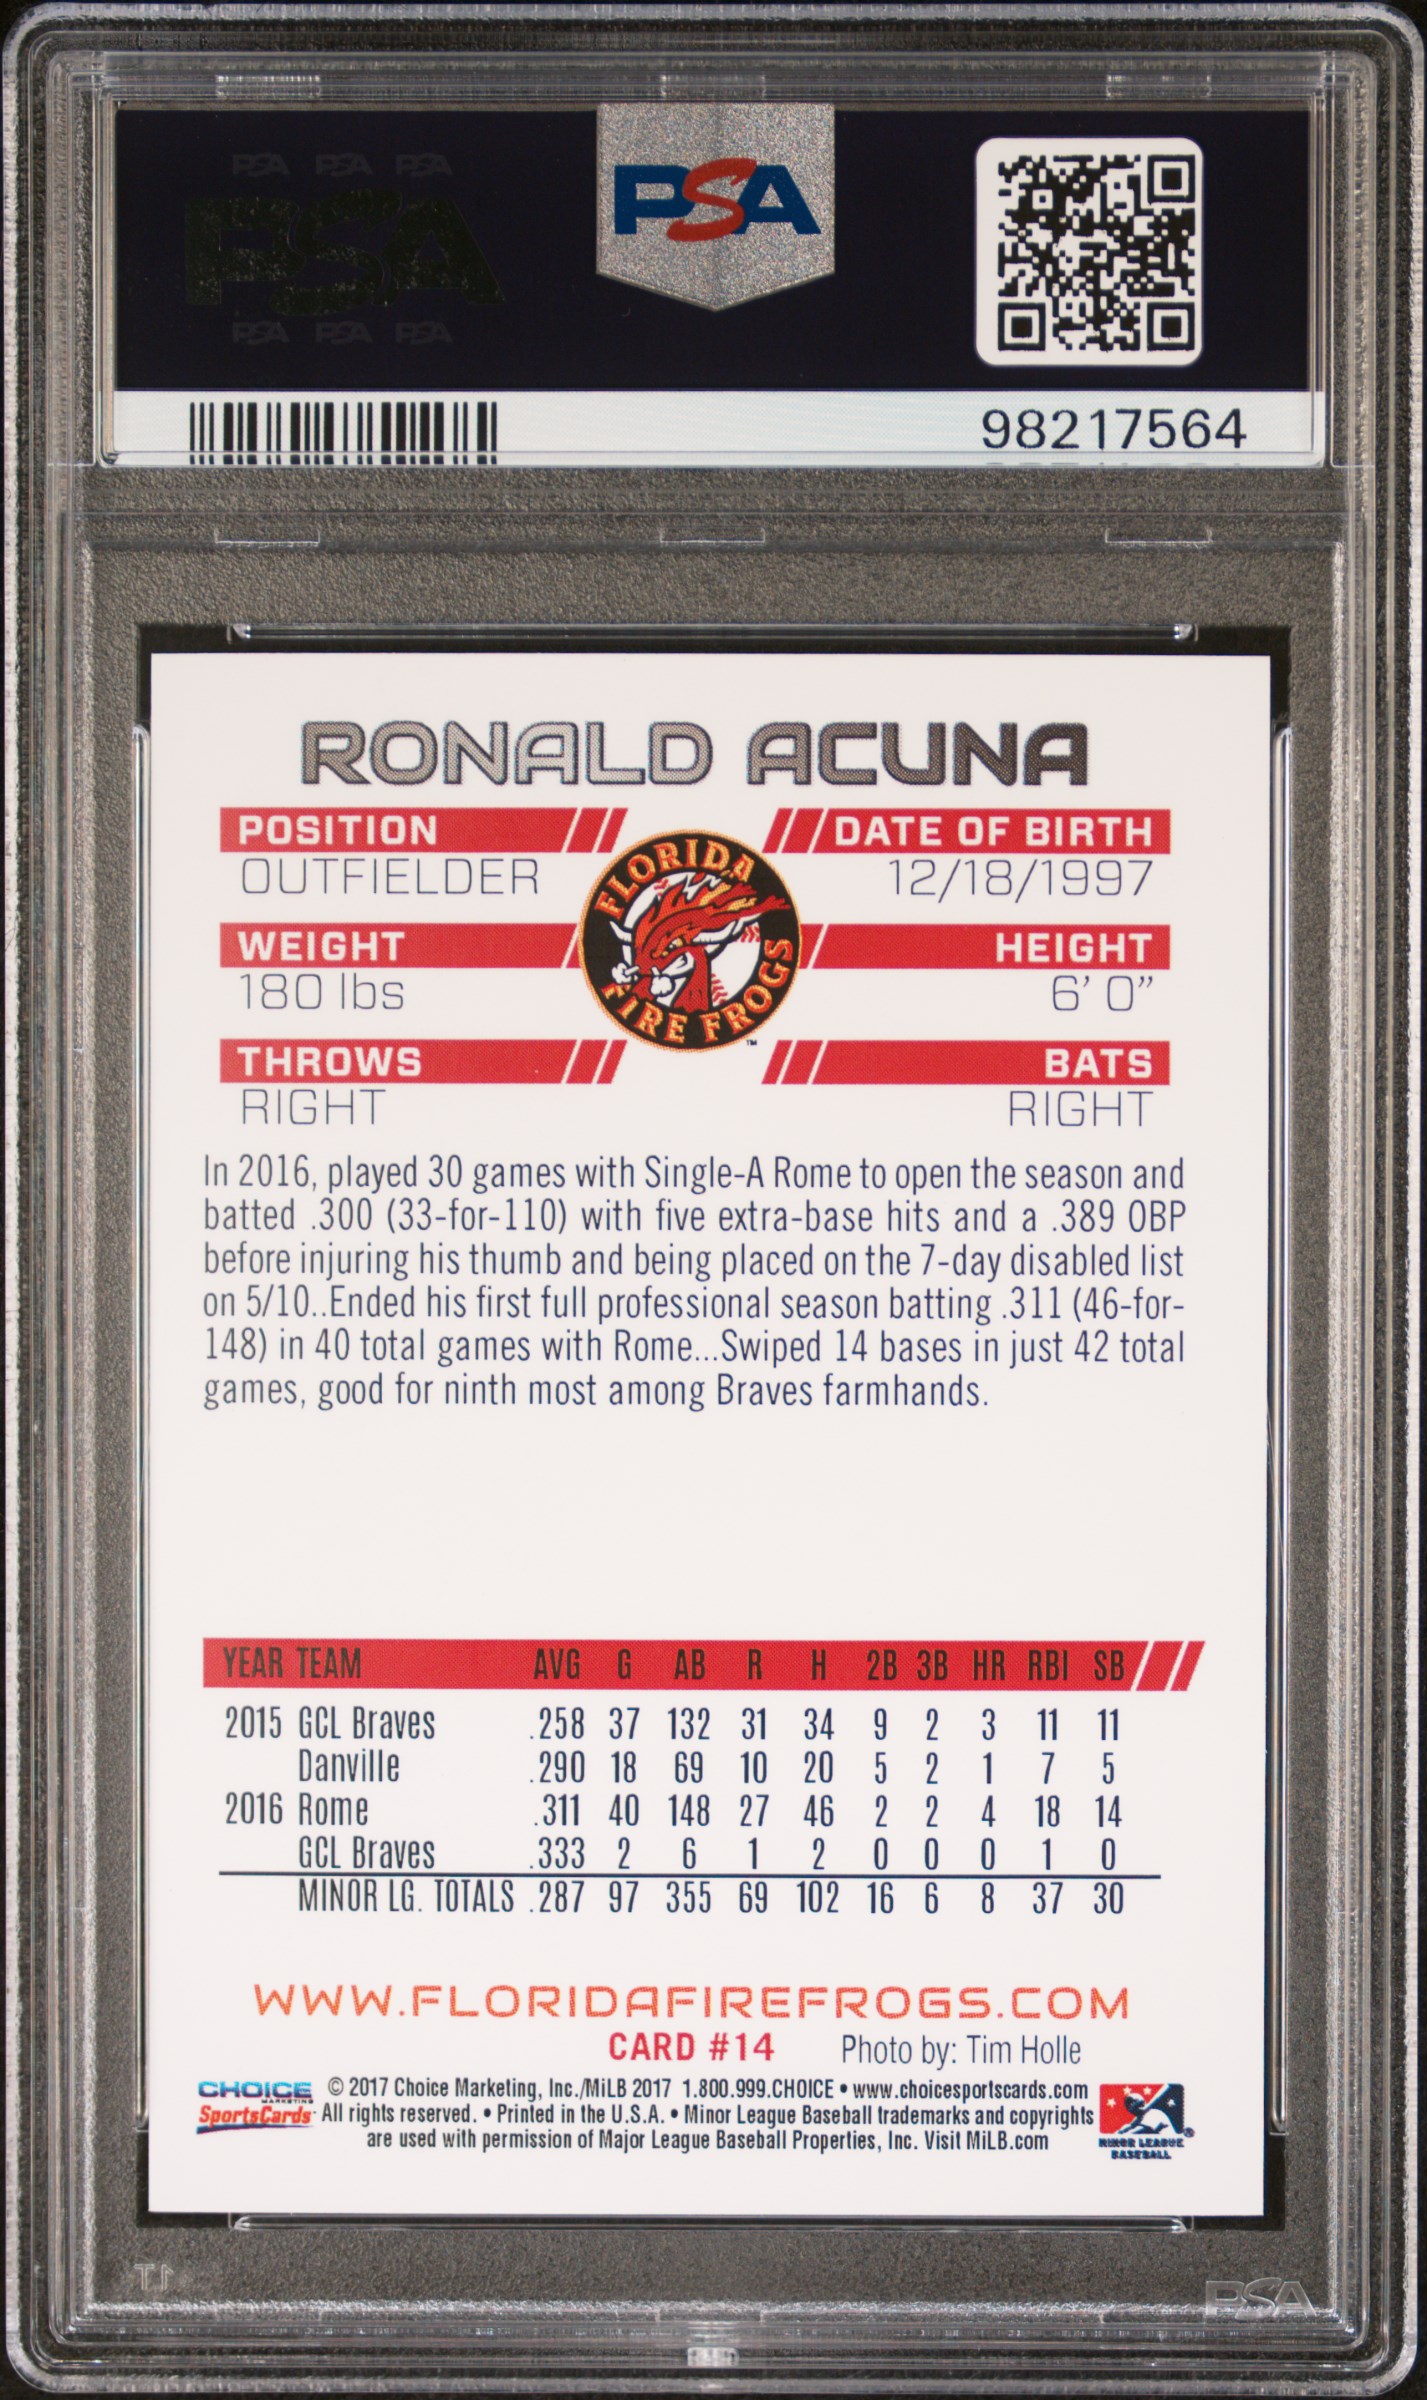 PSA PSA PSA
PSA
PSA PSA PSA
PSA
98217564
RONALD ACUNA
POSITION
OUTFIELDER
DATE OF BIRTH
12/18/1997
WEIGHT
180 lbs
HEIGHT
6' 0"
THROWS
RIGHT
BATS
RIGHT
FLORIDA
FIRE FROGS
TM
In 2016, played 30 games with Single-A Rome to open the season and
batted .300 (33-for-110) with five extra-base hits and a .389 OBP
before injuring his thumb and being placed on the 7-day disabled list
on 5/10..Ended his first full professional season batting .311 (46-for-
148) in 40 total games with Rome...Swiped 14 bases in just 42 total
games, good for ninth most among Braves farmhands.
YEAR TEAM AVG G AB R H 2B 3B HR RBI SB
2015 GCL Braves .258 37 132 31 34 9 2 3 11 11
Danville .290 18 69 10 20 5 2 1 7 5
2016 Rome .311 40 148 27 46 2 2 4 18 14
GCL Braves .333 2 6 1 2 0 0 0 1 0
MINOR LG. TOTALS .287 97 355 69 102 16 6 8 37 30
WWW.FLORIDAFIREFROGS.COM
CARD #14 Photo by: Tim Holle
CHOICE
MARKETING
SportsCards
© 2017 Choice Marketing, Inc./MiLB 2017 1.800.999.CHOICE • www.choicesportscards.com
All rights reserved. • Printed in the U.S.A. • Minor League Baseball trademarks and copyrights
are used with permission of Major League Baseball Properties, Inc. Visit MiLB.com
MINOR LEAGUE
BASEBALL
PSA